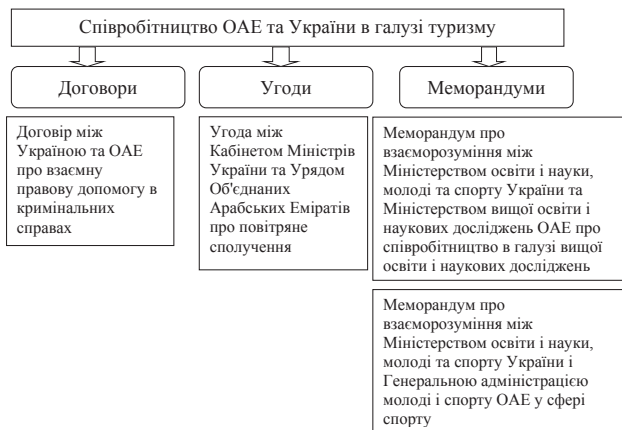 Співробітництво ОАЕ та України в галузі туризму
Договори
Угоди
Меморандуми
Договір між
Україною та ОАЕ
про взаємну
правову допомогу в
кримінальних
справах
Угода між
Кабінетом Міністрів
України та Урядом
Об'єднаних
Арабських Еміратів
про повітряне
сполучення
Меморандум про
взаєморозуміння між
Міністерством освіти і науки,
молоді та спорту України та
Міністерством вищої освіти і
наукових досліджень ОАЕ про
співробітництво в галузі вищої
освіти і наукових досліджень
Меморандум про
взаєморозуміння між
Міністерством освіти і науки,
молоді та спорту України і
Генеральною адміністрацією
молоді і спорту ОАЕ у сфері
спорту